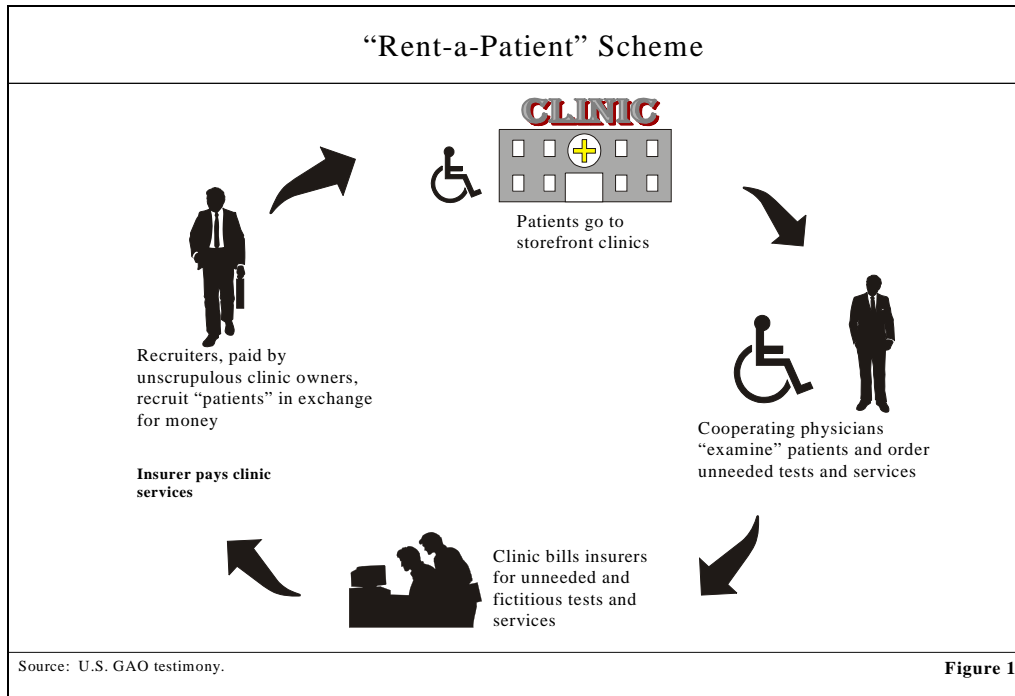 “Rent-a-Patient” Scheme
CLINIC
Patients go to
storefront clinics
Recruiters, paid by
unscrupulous clinic owners,
recruit “patients” in exchange
for money
Cooperating physicians
“examine” patients and order
unneeded tests and services
Insurer pays clinic
services
Clinic bills insurers
for unneeded and
fictitious tests and
services
Source: U.S. GAO testimony.
Figure 1